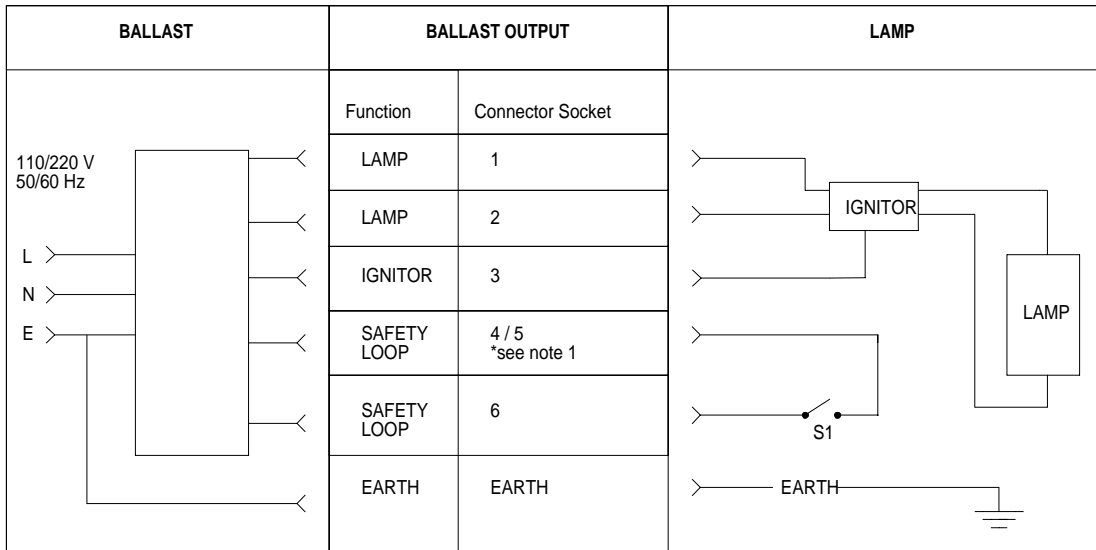 BALLAST
BALLAST OUTPUT
LAMP
Function
Connector Socket
110/220 V
50/60 Hz
LAMP
1
LAMP
2
IGNITOR
L
N
IGNITOR
3
E
SAFETY
LOOP
4 / 5
*see note 1
LAMP
SAFETY
LOOP
6
S1
EARTH
EARTH
EARTH